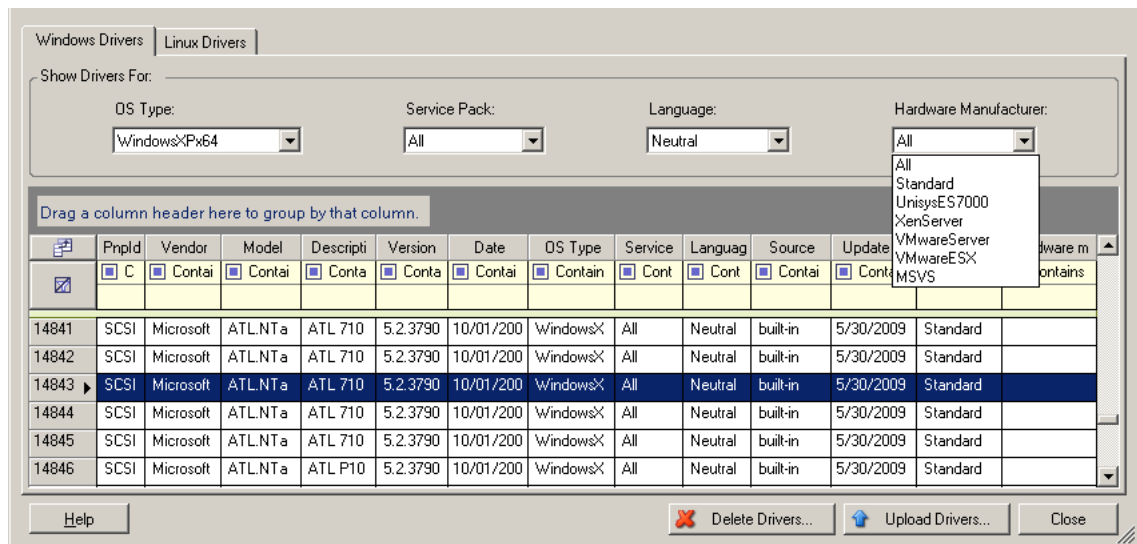 Windows Drivers Linux Drivers
Show Drivers For:
OS Type: Service Pack: Language: Hardware Manufacturer:
WindowsXPx64 All Neutral All
All
Standard
UnisysES7000
XenServer
VMwareServer
VMwareESX
MSVS
Drag a column header here to group by that column.
PnpId Vendor Model Descripti Version Date OS Type Service Languag Source Update dware m
C Contai Contai Conta Conta Contai Contain Cont Cont Contai Conta ontains
14841 SCSI Microsoft ATL.NTa ATL 710 5.2.3790 10/01/200 WindowsX All Neutral built-in 5/30/2009 Standard
14842 SCSI Microsoft ATL.NTa ATL 710 5.2.3790 10/01/200 WindowsX All Neutral built-in 5/30/2009 Standard
14843 SCSI Microsoft ATL.NTa ATL 710 5.2.3790 10/01/200 WindowsX All Neutral built-in 5/30/2009 Standard
14844 SCSI Microsoft ATL.NTa ATL 710 5.2.3790 10/01/200 WindowsX All Neutral built-in 5/30/2009 Standard
14845 SCSI Microsoft ATL.NTa ATL 710 5.2.3790 10/01/200 WindowsX All Neutral built-in 5/30/2009 Standard
14846 SCSI Microsoft ATL.NTa ATL P10 5.2.3790 10/01/200 WindowsX All Neutral built-in 5/30/2009 Standard
Help Delete Drivers... Upload Drivers... Close